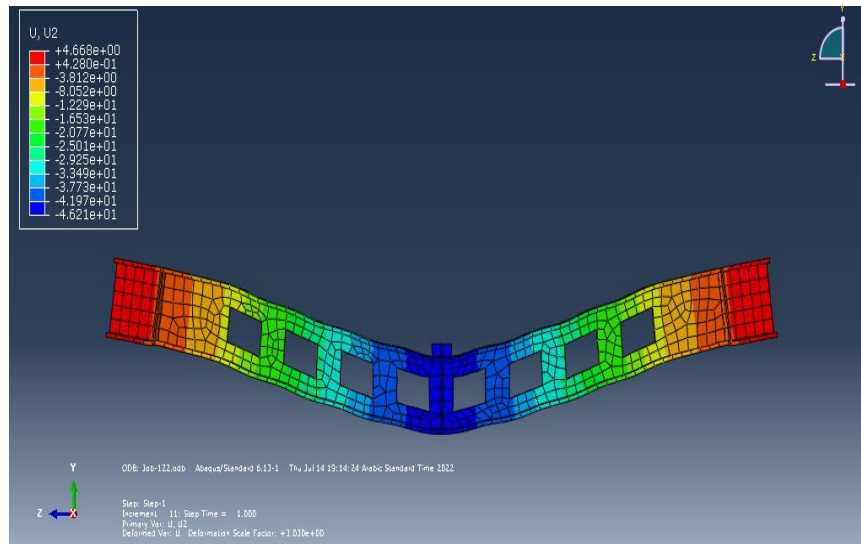 U, U2
+4.668e+00
+4.280e-01
-3.812e+00
-8.052e+00
-1.229e+01
-1.653e+01
-2.077e+01
-2.501e+01
-2.925e+01
-3.349e+01
-3.773e+01
-4.197e+01
-4.621e+01
Y
Z
Y
Z
X
ODB: Job-122.odb Abaqus/Standard 6.13-1 Thu Jul 14 19:14:24 Arabic Standard Time 2022
Step: Step-1
Increment 11: Step Time = 1.000
Primary Var: U, U2
Deformed Var: U Deformation Scale Factor: